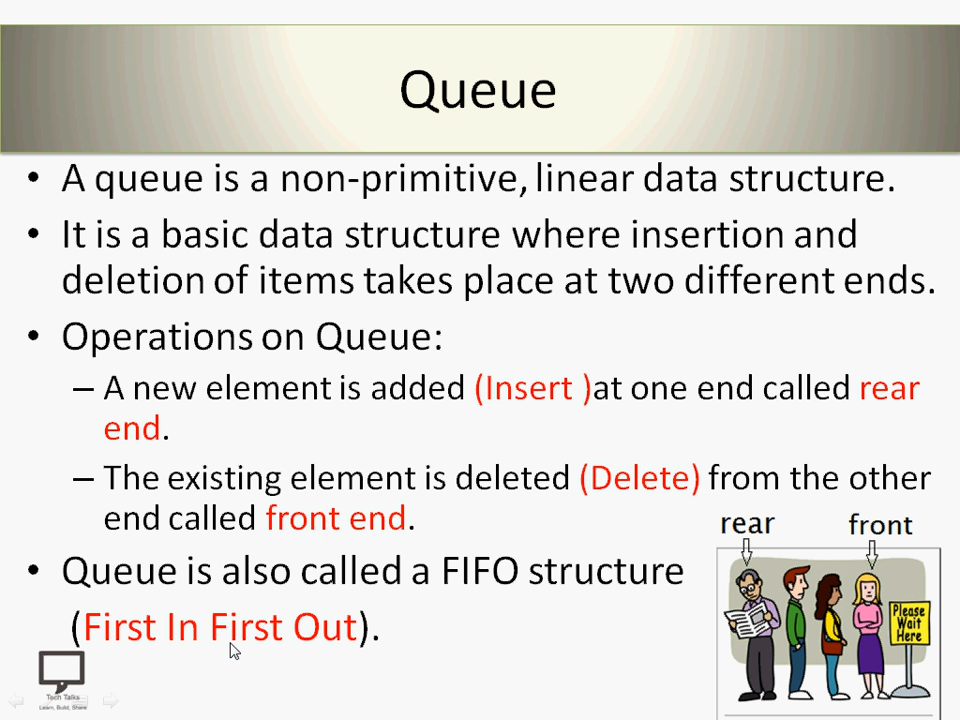 Queue
• A queue is a non-primitive, linear data structure.
• It is a basic data structure where insertion and
deletion of items takes place at two different ends.
• Operations on Queue:
– A new element is added (Insert )at one end called rear
end.
– The existing element is deleted (Delete) from the other
end called front end.
rear front
• Queue is also called a FIFO structure
(First In First Out).
Please
Wait
Here
Tech Talks
Learn, Build, Share